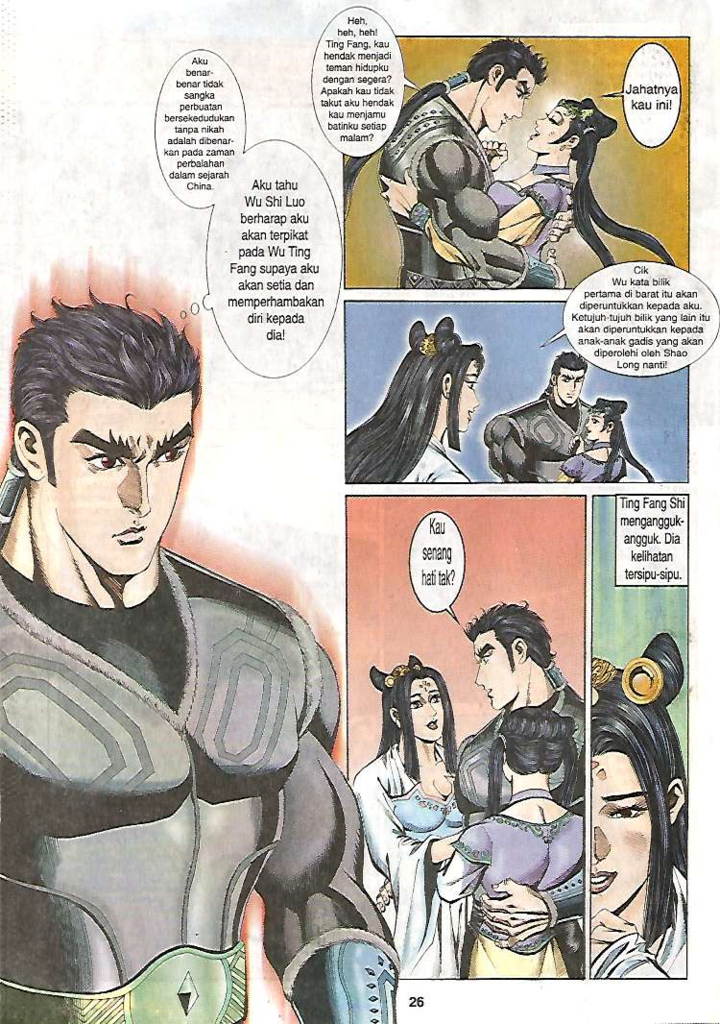 Heh,
heh, heh!
Ting Fang, kau
hendak menjadi
teman hidupku
dengan segera?
Apakah kau tidak
takut aku hendak
kau menjamu
batinku setiap
malam?
Jahatnya
kau ini!
Aku
benar-
benar tidak
sangka
perbuatan
bersekedudukan
tanpa nikah
adalah dibenar-
kan pada zaman
perbalahan
dalam sejarah
China.
Aku tahu
Wu Shi Luo
berharap aku
akan terpikat
pada Wu Ting
Fang supaya aku
akan setia dan
memperhambakan
diri kepada
dia!
Cik
Wu kata bilik
pertama di barat itu akan
diperuntukkan kepada aku.
Ketujuh-tujuh bilik yang lain itu
akan diperuntukkan kepada
anak-anak gadis yang akan
diperolehi oleh Shao
Long nanti!
Kau
senang
hati tak?
Ting Fang Shi
mengangguk-
angguk. Dia
kelihatan
tersipu-sipu.
26